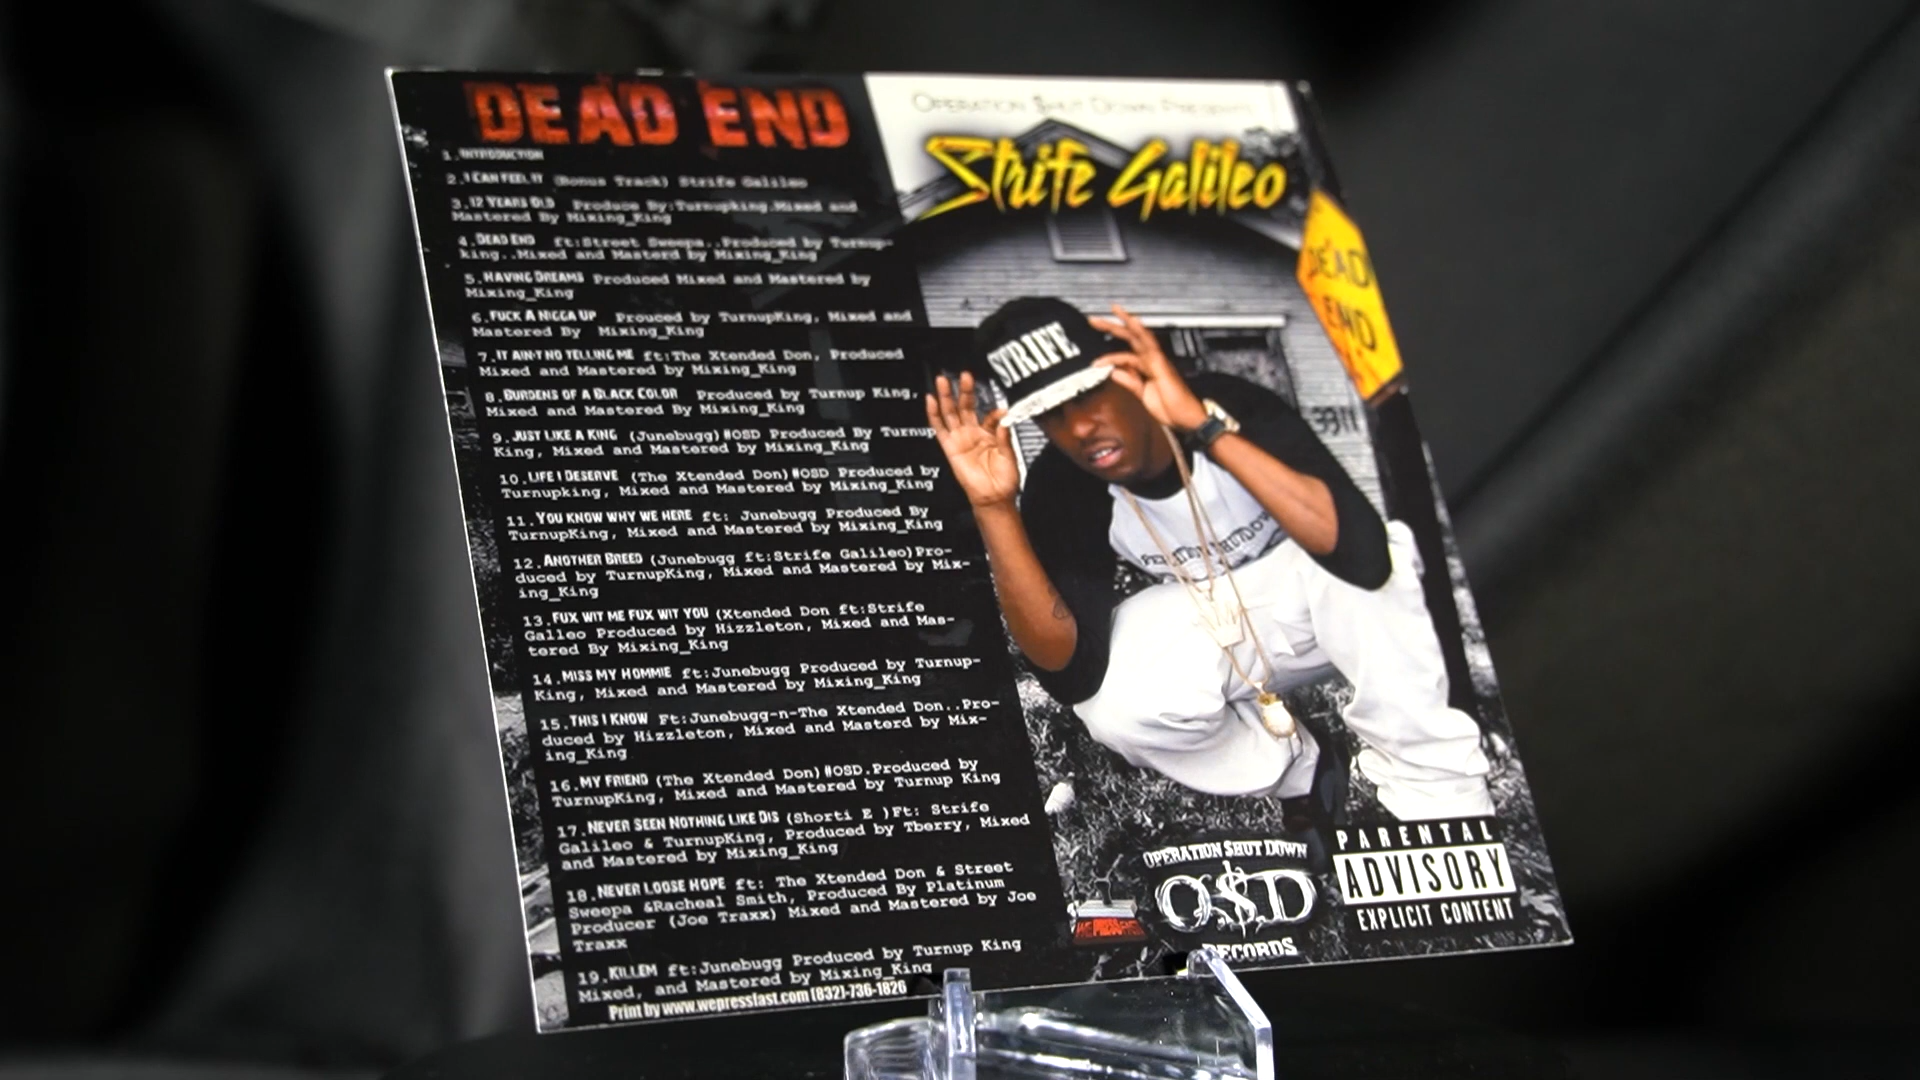 DEAD END
1.INTRODUCTION
2.I CAN FEEL IT (Bonus Track) Strife Galileo
3.12 YEARS OLD Produce By:Turnupking.Mixed and
Mastered By Mixing_King
4.DEAD END ft:Street Sweepa..Produced by Turnup-
king..Mixed and Masterd by Mixing_King
5.HAVING DREAMS Produced Mixed and Mastered by
Mixing_King
6.FUCK A NIGGA UP Prouced by TurnupKing, Mixed and
Mastered By Mixing_King
7.IT AIN'T NO TELLING ME ft:The Xtended Don, Produced
Mixed and Mastered by Mixing_King
8.BURDENS OF A BLACK COLOR Produced by Turnup King,
Mixed and Mastered By Mixing_King
9.JUST LIKE A KING (Junebugg)#OSD Produced By Turnup
King, Mixed and Mastered by Mixing_King
10.LIFE I DESERVE (The Xtended Don)#OSD Produced by
Turnupking, Mixed and Mastered by Mixing_King
11.YOU KNOW WHY WE HERE ft: Junebugg Produced By
TurnupKing, Mixed and Mastered by Mixing_King
12.ANOTHER BREED (Junebugg ft:Strife Galileo)Pro-
duced by TurnupKing, Mixed and Mastered by Mix-
ing_King
13.FUX WIT ME FUX WIT YOU (Xtended Don ft:Strife
Galleo Produced by Hizzleton, Mixed and Mas-
tered By Mixing_King
14.MISS MY HOMMIE ft:Junebugg Produced by Turnup-
King, Mixed and Mastered by Mixing_King
15.THIS I KNOW Ft:Junebugg-n-The Xtended Don..Pro-
duced by Hizzleton, Mixed and Masterd by Mix-
ing_King
16.MY FRIEND (The Xtended Don)#OSD.Produced by
TurnupKing, Mixed and Mastered by Turnup King
17.NEVER SEEN NOTHING LIKE DIS (Shorti E )Ft: Strife
Galileo & TurnupKing, Produced by Tberry, Mixed
and Mastered by Mixing_King
18.NEVER LOOSE HOPE ft: The Xtended Don & Street
Sweepa &Racheal Smith, Produced By Platinum
Producer (Joe Traxx) Mixed and Mastered by Joe
Traxx
19.KILLEM ft:Junebugg Produced by Turnup King
Mixed, and Mastered by Mixing_King
Print by www.wepressfast.com (832)-736-1826
OPERATION $HUT DOWN PRESENTS
Strife Galileo
DEAD
END
STRIFE
3911
OPERATION $HUT DOWN
O$D
RECORDS
PARENTAL
ADVISORY
EXPLICIT CONTENT